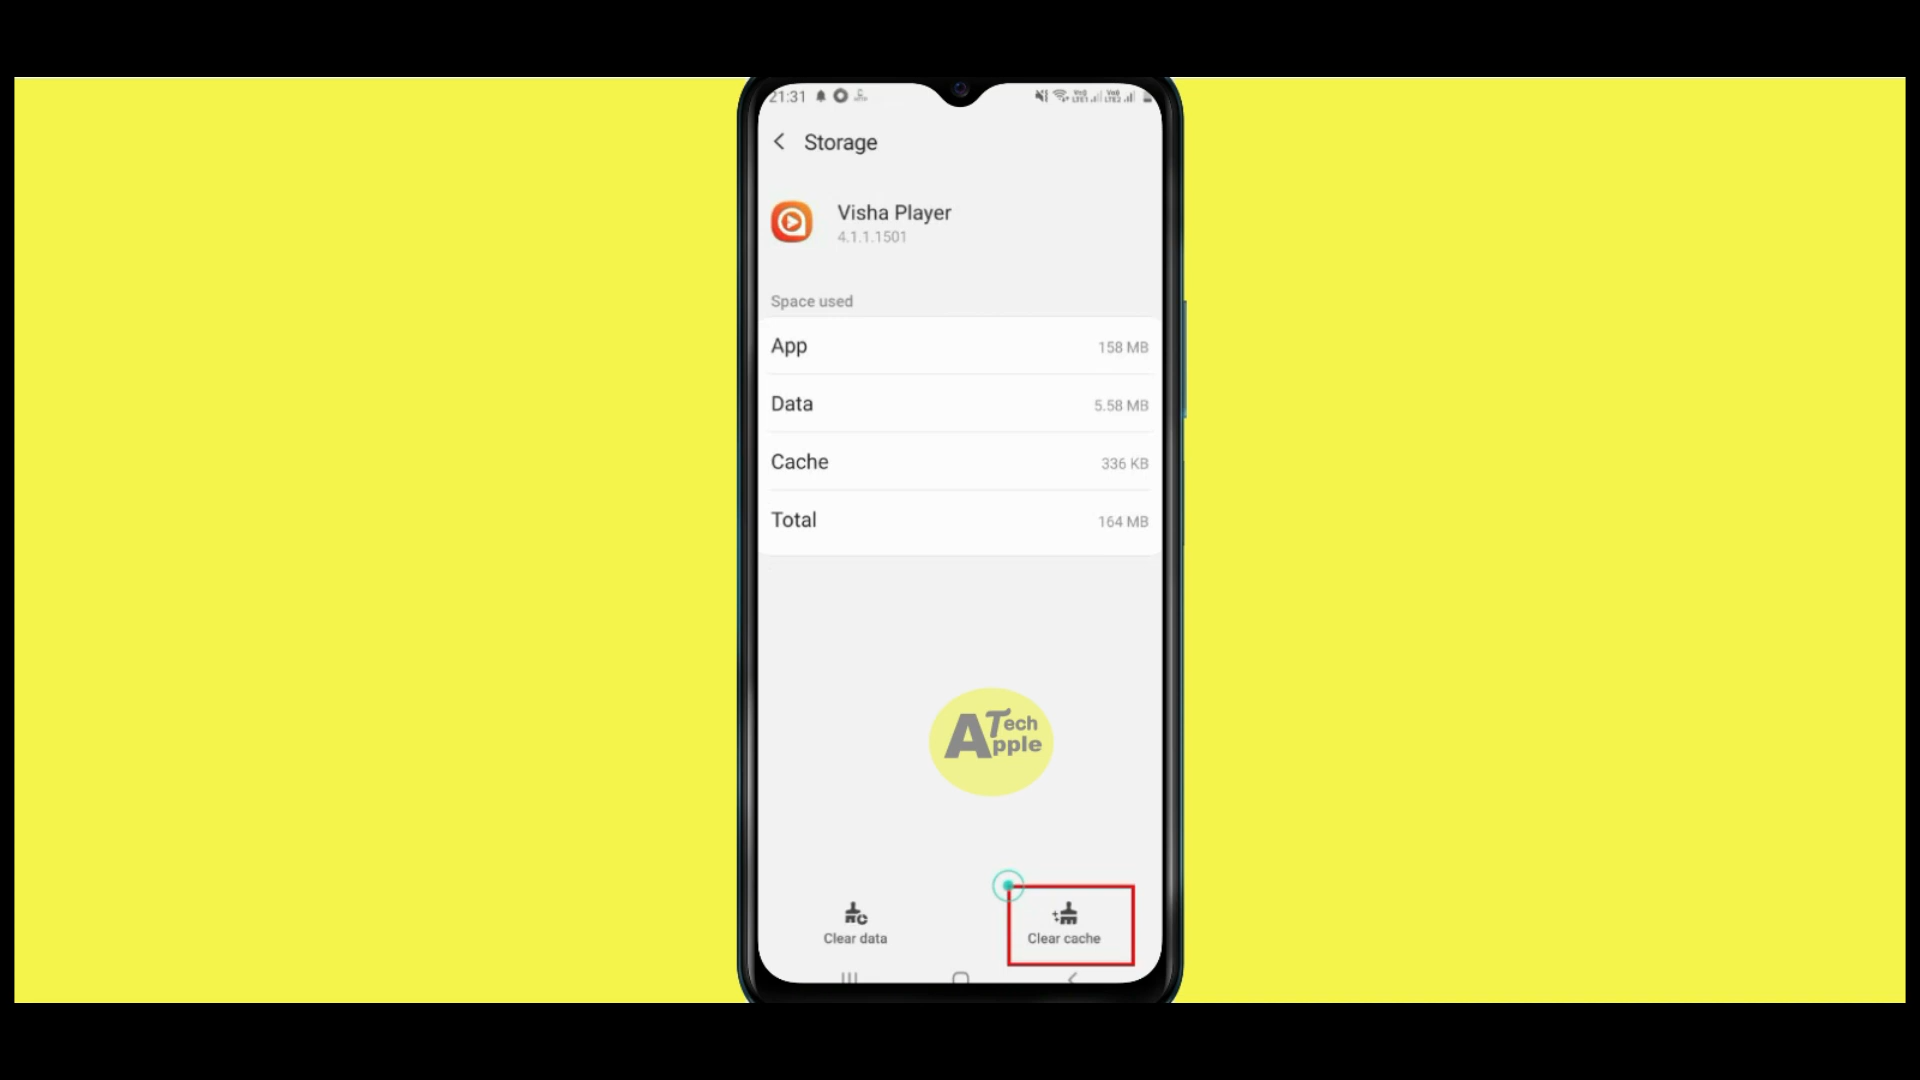 21:31
Storage
Visha Player
4.1.1.1501
Space used
App 158 MB
Data 5.58 MB
Cache 336 KB
Total 164 MB
A Tech
pple
Clear data
Clear cache